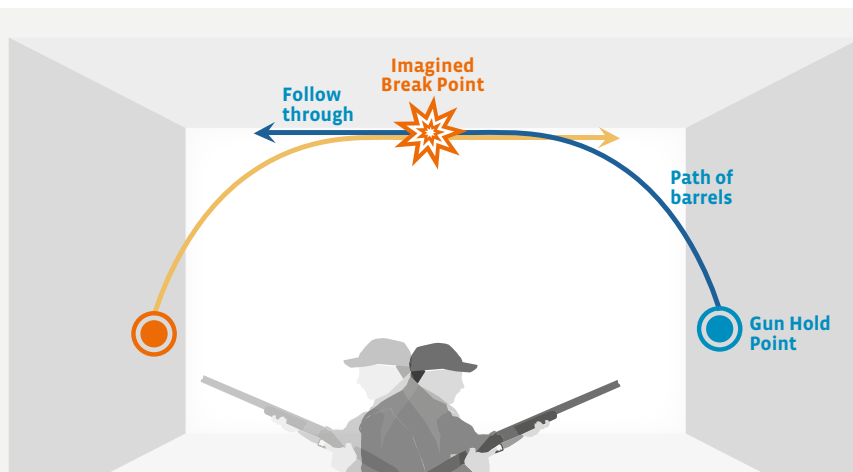 Imagined
Break Point
Follow
through
Path of
barrels
Gun Hold
Point